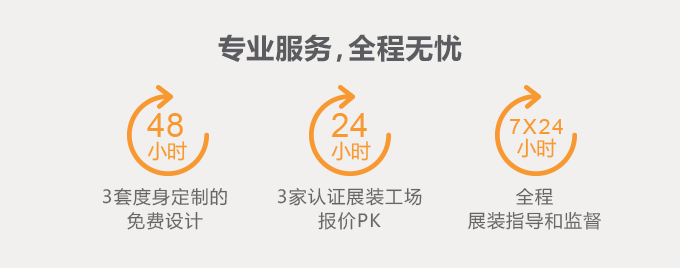 专业服务,全程无忧
48
小时
3套度身定制的
免费设计
24
小时
3家认证展装工场
报价PK
7X24
小时
全程
展装指导和监督